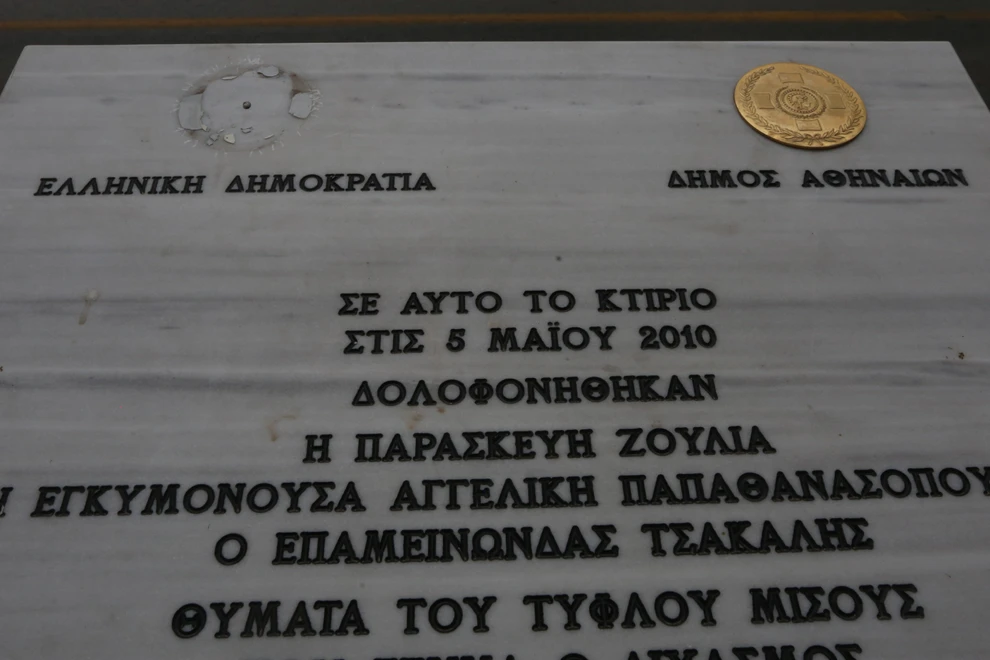 ΕΛΛΗΝΙΚΗ ΔΗΜΟΚΡΑΤΙΑ
ΔΗΜΟΣ ΑΘΗΝΑΙΩΝ
ΣΕ ΑΥΤΟ ΤΟ ΚΤΙΡΙΟ
ΣΤΙΣ 5 ΜΑΪΟΥ 2010
ΔΟΛΟΦΟΝΗΘΗΚΑΝ
Η ΠΑΡΑΣΚΕΥΗ ΖΟΥΛΙΑ
Η ΕΓΚΥΜΟΝΟΥΣΑ ΑΓΓΕΛΙΚΗ ΠΑΠΑΘΑΝΑΣΟΠΟΥ
Ο ΕΠΑΜΕΙΝΩΝΔΑΣ ΤΣΑΚΑΛΗΣ
ΘΥΜΑΤΑ ΤΟΥ ΤΥΦΛΟΥ ΜΙΣΟΥΣ
Ο ΔΙΧΑΣΜΟΣ